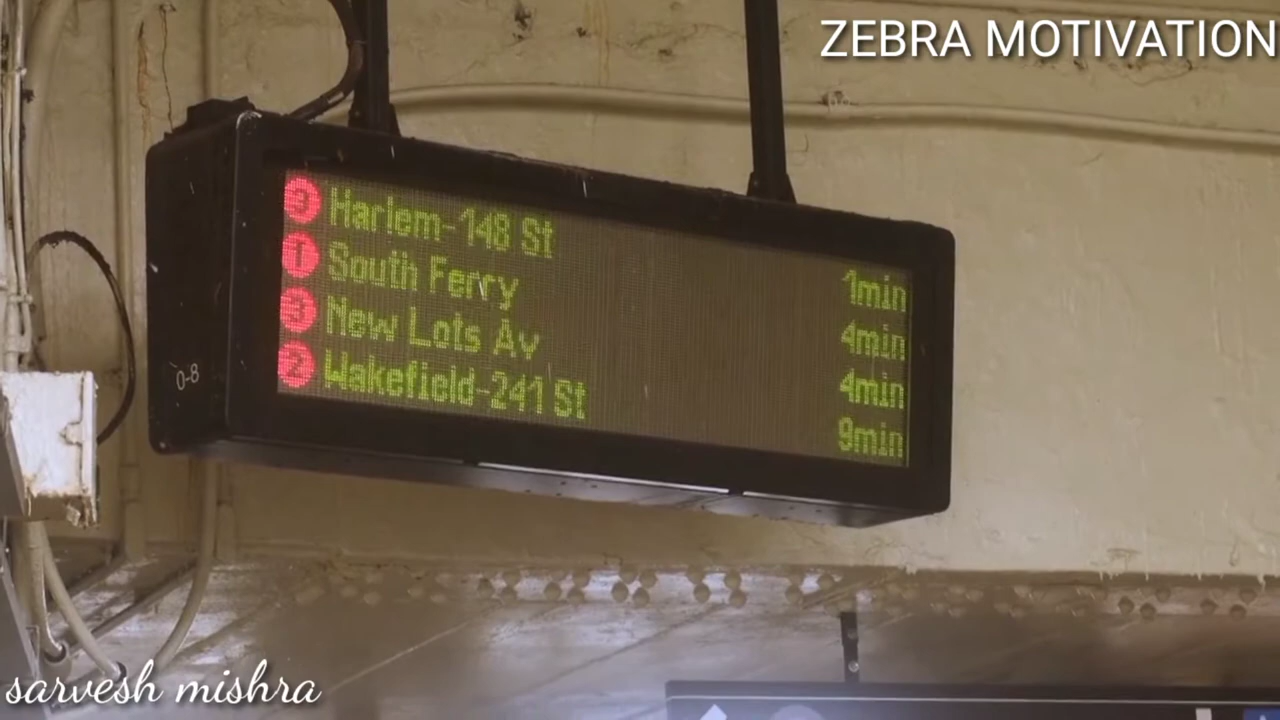 ZEBRA MOTIVATION
3 Harlem-148 St 1min
1 South Ferry 4min
3 New Lots Av 4min
2 Wakefield-241 St 9min
0-8
sarvesh mishra